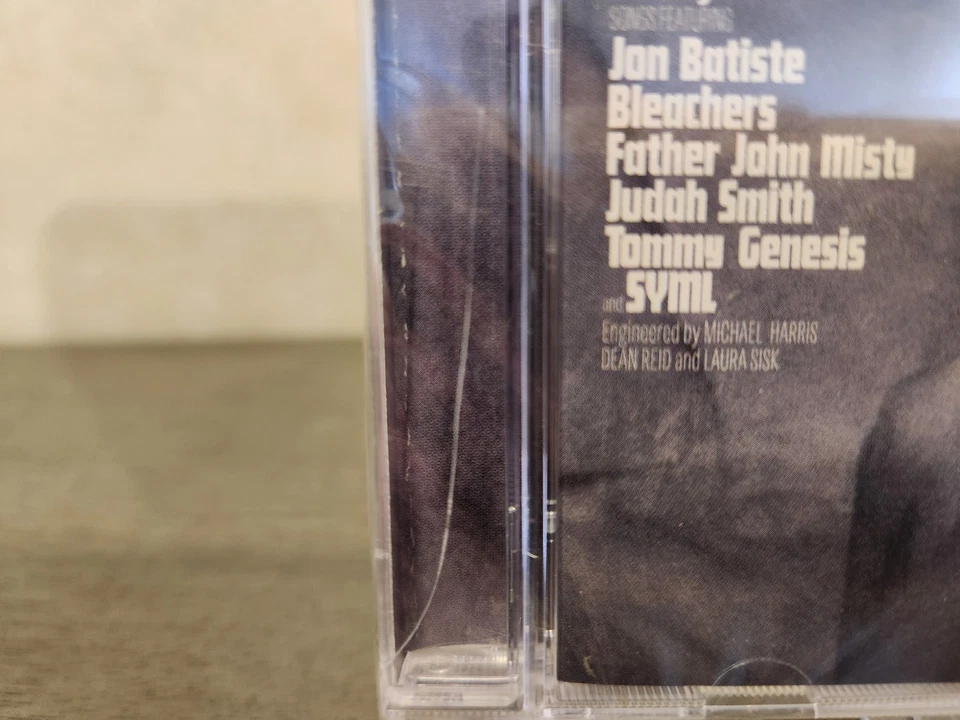 SONGS FEATURING
Jon Batiste
Bleachers
Father John Misty
Judah Smith
Tommy Genesis
and SYML
Engineered by MICHAEL HARRIS
DEAN REID and LAURA SISK